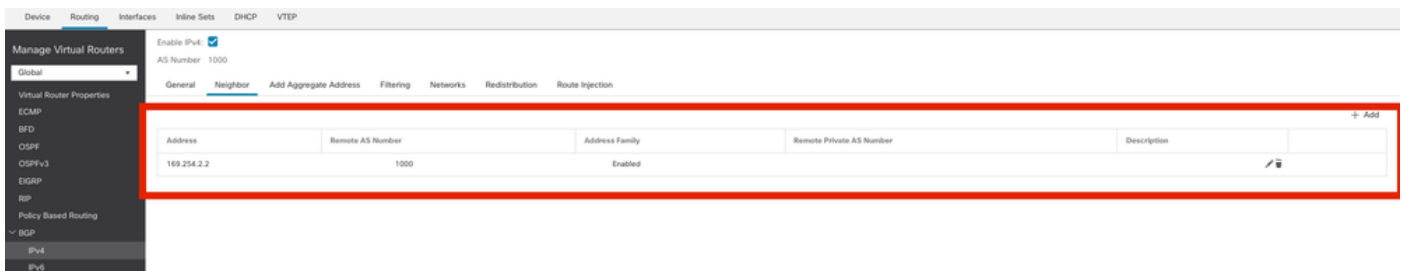 Device Routing Interfaces Inline Sets DHCP VTEP
Manage Virtual Routers
Global
Virtual Router Properties
ECMP
BFD
OSPF
OSPFv3
EIGRP
RIP
Policy Based Routing
BGP
IPv4
IPv6
Enable IPv4:
AS Number 1000
General Neighbor Add Aggregate Address Filtering Networks Redistribution Route Injection
+ Add
Address Remote AS Number Address Family Remote Private AS Number Description
169.254.2.2 1000 Enabled